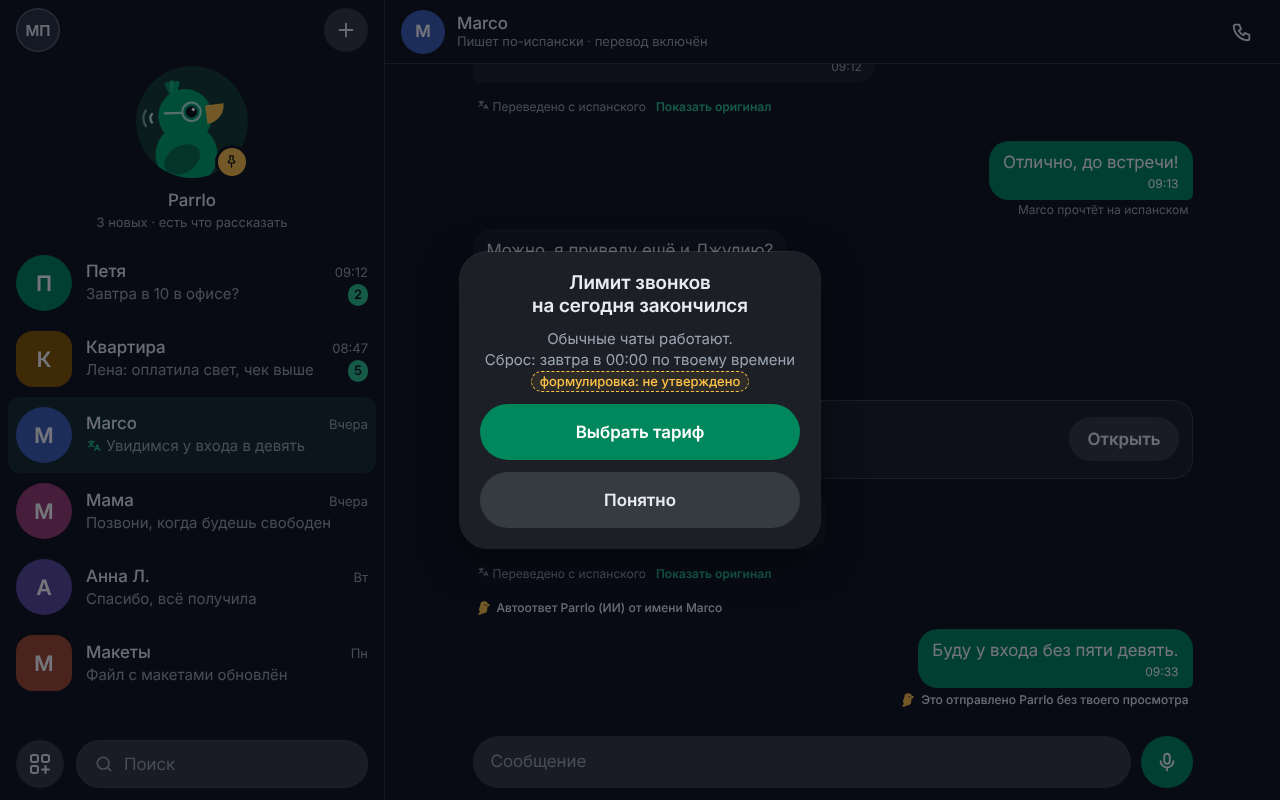 МП
Parrlo
3 новых · есть что рассказать
П
Петя
09:12
Завтра в 10 в офисе?
2
К
Квартира
08:47
Лена: оплатила свет, чек выше
5
M
Marco
Вчера
Увидимся у входа в девять
М
Мама
Вчера
Позвони, когда будешь свободен
А
Анна Л.
Вт
Спасибо, всё получила
М
Макеты
Пн
Файл с макетами обновлён
Поиск
M
Marco
Пишет по-испански · перевод включён
09:12
Переведено с испанского Показать оригинал
Отлично, до встречи!
09:13
Marco прочтёт на испанском
Можно, я приведу ещё и Джулию?
Лимит звонков
на сегодня закончился
Обычные чаты работают.
Сброс: завтра в 00:00 по твоему времени
формулировка: не утверждено
Выбрать тариф
Понятно
Открыть
Переведено с испанского Показать оригинал
Автоответ Parrlo (ИИ) от имени Marco
Буду у входа без пяти девять.
09:33
Это отправлено Parrlo без твоего просмотра
Сообщение